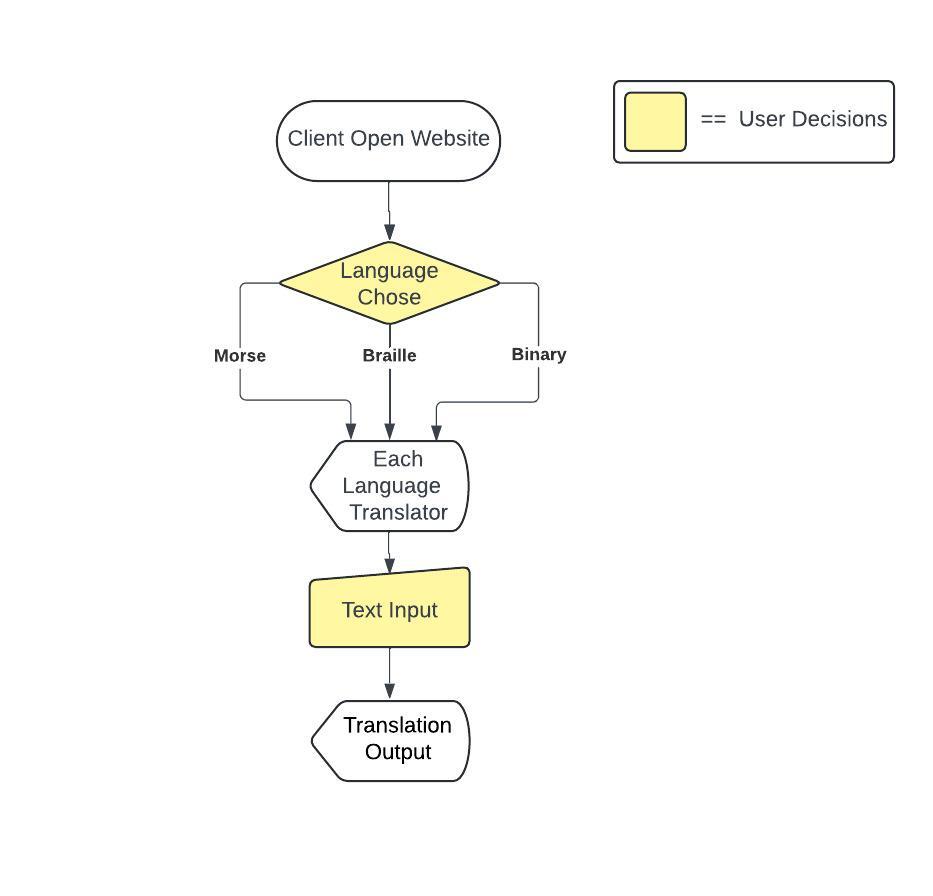 Client Open Website
== User Decisions
Language
Chose
Morse
Braille
Binary
Each
Language
Translator
Text Input
Translation
Output